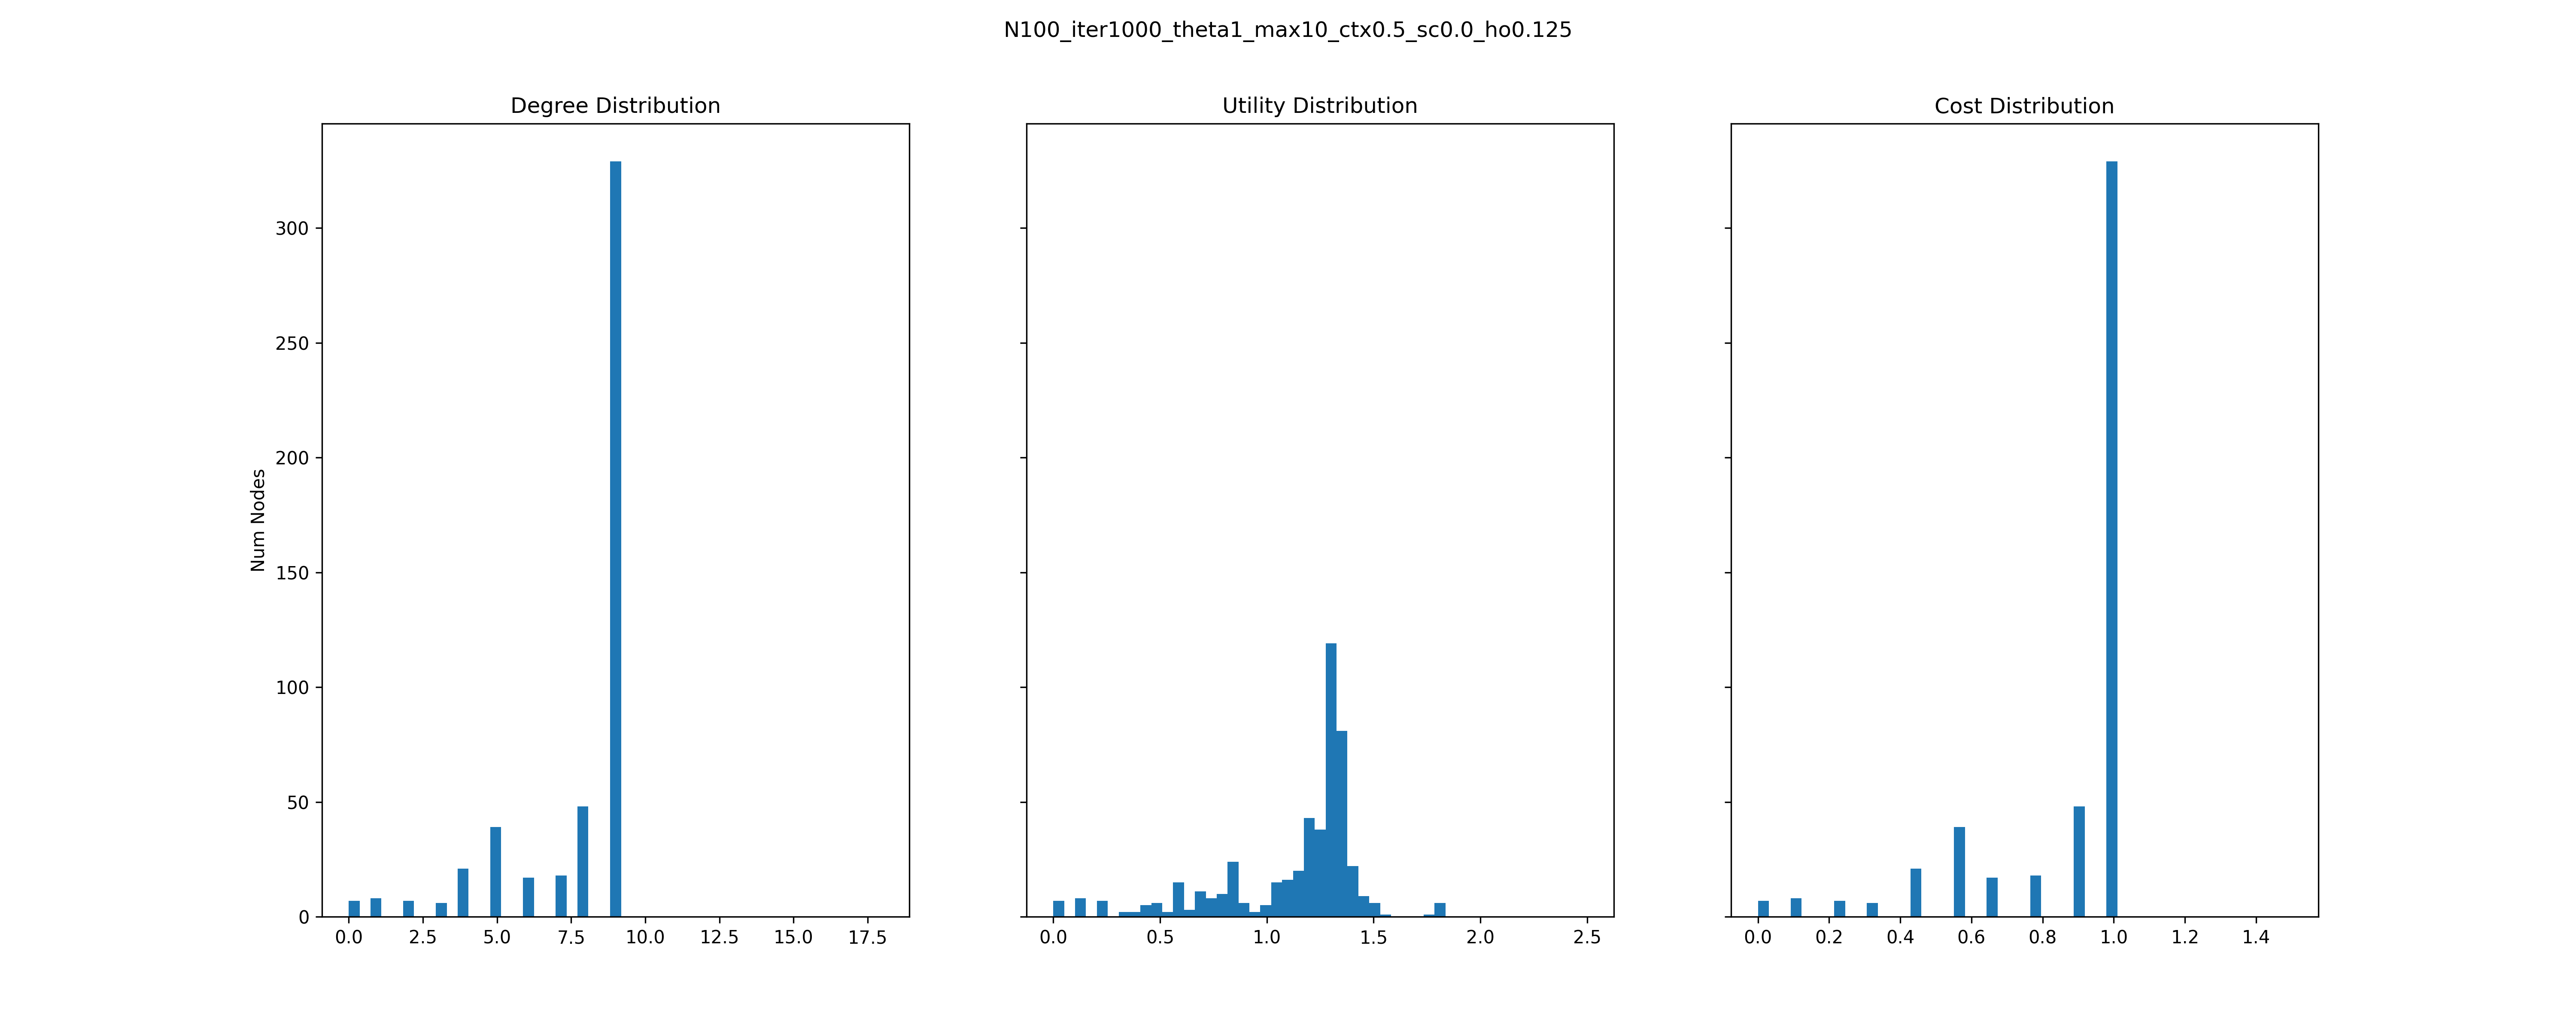 N100_iter1000_theta1_max10_ctx0.5_sc0.0_ho0.125
Degree Distribution
Utility Distribution
Cost Distribution
Num Nodes
300
250
200
150
100
50
0
0.0 2.5 5.0 7.5 10.0 12.5 15.0 17.5
0.0 0.5 1.0 1.5 2.0 2.5
0.0 0.2 0.4 0.6 0.8 1.0 1.2 1.4